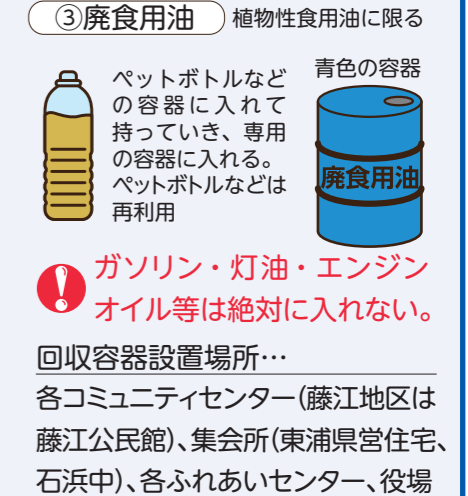 ③廃食用油 植物性食用油に限る
ペットボトルなど
の容器に入れて
持っていき、専用
の容器に入れる。
ペットボトルなどは
再利用
青色の容器
廃食用油
ガソリン・灯油・エンジン
オイル等は絶対に入れない。
回収容器設置場所…
各コミュニティセンター(藤江地区は
藤江公民館)、集会所(東浦県営住宅、
石浜中)、各ふれあいセンター、役場